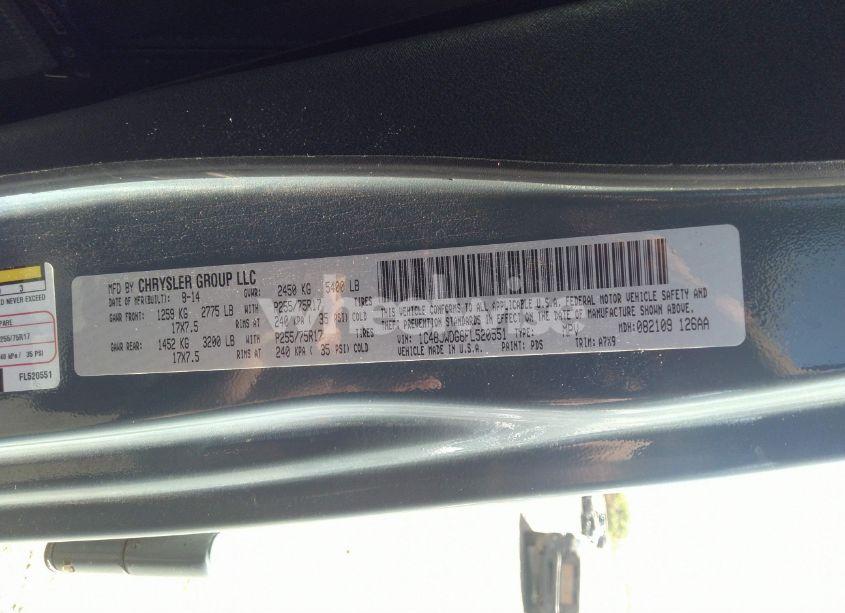 3
D NEVER EXCEED
PARE
255/75R17
40 kPa / 35 PSI
FL520551
MFD BY CHRYSLER GROUP LLC
DATE OF MFR(BUILT): 8-14 GVWR: 2450 KG 5400 LB
GAWR FRONT: 1259 KG 2775 LB WITH P255/75R17 TIRES
17X7.5 RIMS AT 240 KPA ( 35 PSI) COLD
GAWR REAR: 1452 KG 3200 LB WITH P255/75R17 TIRES
17X7.5 RIMS AT 240 KPA ( 35 PSI) COLD
THIS VEHICLE CONFORMS TO ALL APPLICABLE U.S.A. FEDERAL MOTOR VEHICLE SAFETY AND
THEFT PREVENTION STANDARDS IN EFFECT ON THE DATE OF MANUFACTURE SHOWN ABOVE.
VIN: 1C4BJWDG6FL520551 TYPE: MPV MDH: 082109 126AA
VEHICLE MADE IN U.S.A. PAINT: PDS TRIM: A7X9